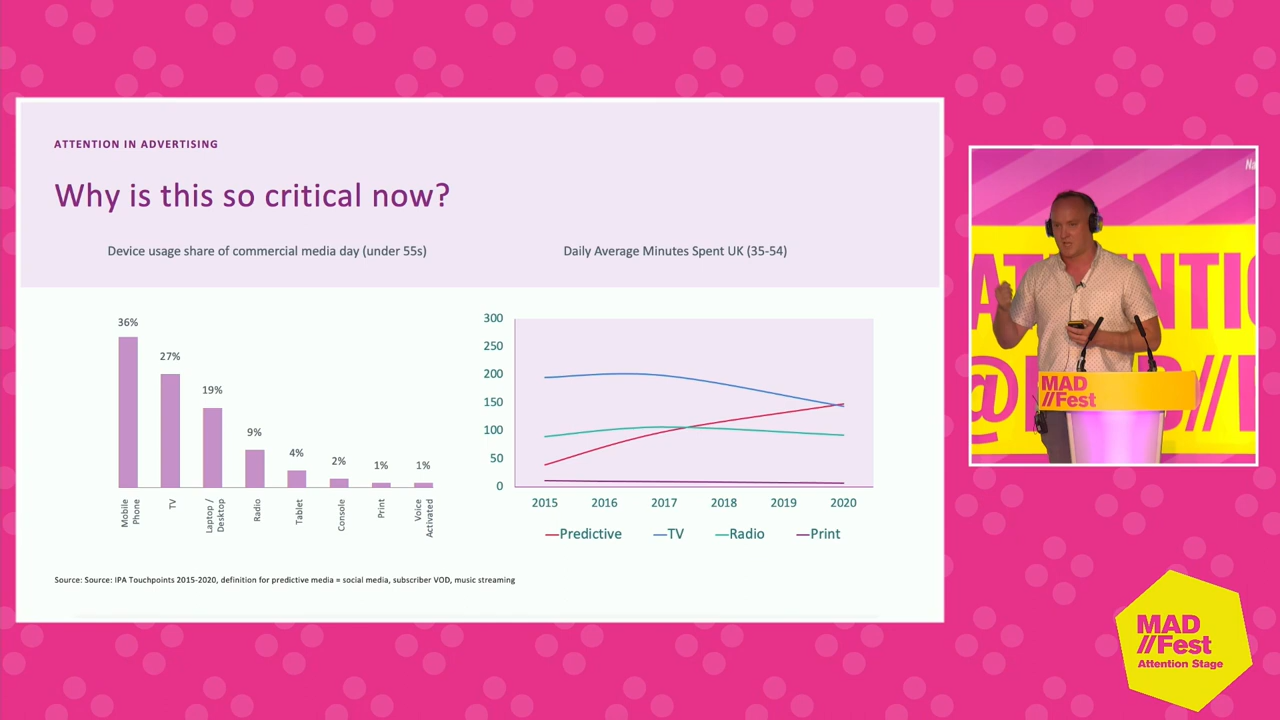 ATTENTION IN ADVERTISING
Why is this so critical now?
Device usage share of commercial media day (under 55s)
Daily Average Minutes Spent UK (35-54)
36%
27%
19%
9%
4%
2%
1%
1%
Mobile
Phone
TV
Laptop /
Desktop
Radio
Tablet
Console
Print
Voice
Activated
300
250
200
150
100
50
0
2015 2016 2017 2018 2019 2020
Predictive TV Radio Print
Source: Source: IPA Touchpoints 2015-2020, definition for predictive media = social media, subscriber VOD, music streaming
MAD
//Fest
MAD
//Fest
Attention Stage